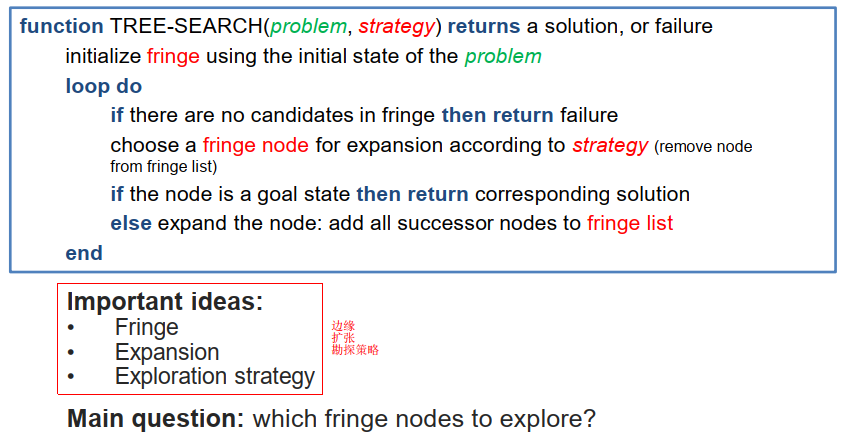 function TREE-SEARCH(problem, strategy) returns a solution, or failure
initialize fringe using the initial state of the problem
loop do
if there are no candidates in fringe then return failure
choose a fringe node for expansion according to strategy (remove node
from fringe list)
if the node is a goal state then return corresponding solution
else expand the node: add all successor nodes to fringe list
end
Important ideas:
• Fringe
• Expansion
• Exploration strategy
边缘
扩张
勘探策略
Main question: which fringe nodes to explore?